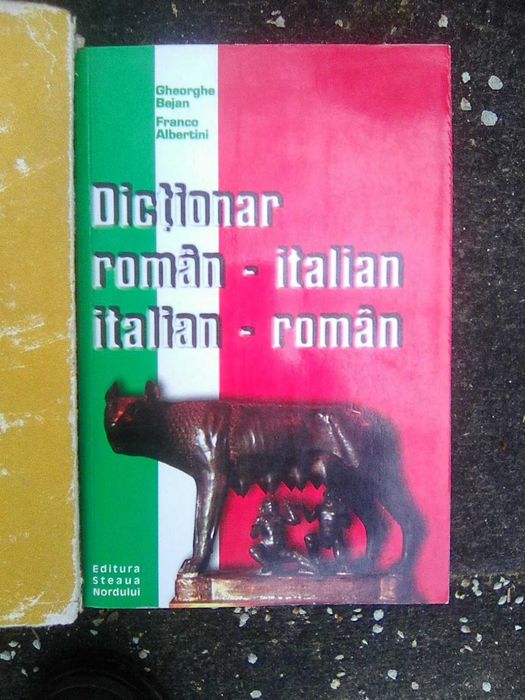 Gheorghe
Bejan
Franco
Albertini
Dicționar
român - italian
italian - român
Editura
Steaua
Nordului